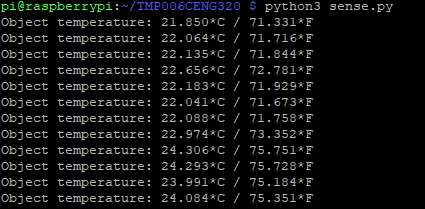 pi@raspberrypi:~/TMP006CENG320 $ python3 sense.py
Object temperature: 21.850*C / 71.331*F
Object temperature: 22.064*C / 71.716*F
Object temperature: 22.135*C / 71.844*F
Object temperature: 22.656*C / 72.781*F
Object temperature: 22.183*C / 71.929*F
Object temperature: 22.041*C / 71.673*F
Object temperature: 22.088*C / 71.758*F
Object temperature: 22.974*C / 73.352*F
Object temperature: 24.306*C / 75.751*F
Object temperature: 24.293*C / 75.728*F
Object temperature: 23.991*C / 75.184*F
Object temperature: 24.084*C / 75.351*F